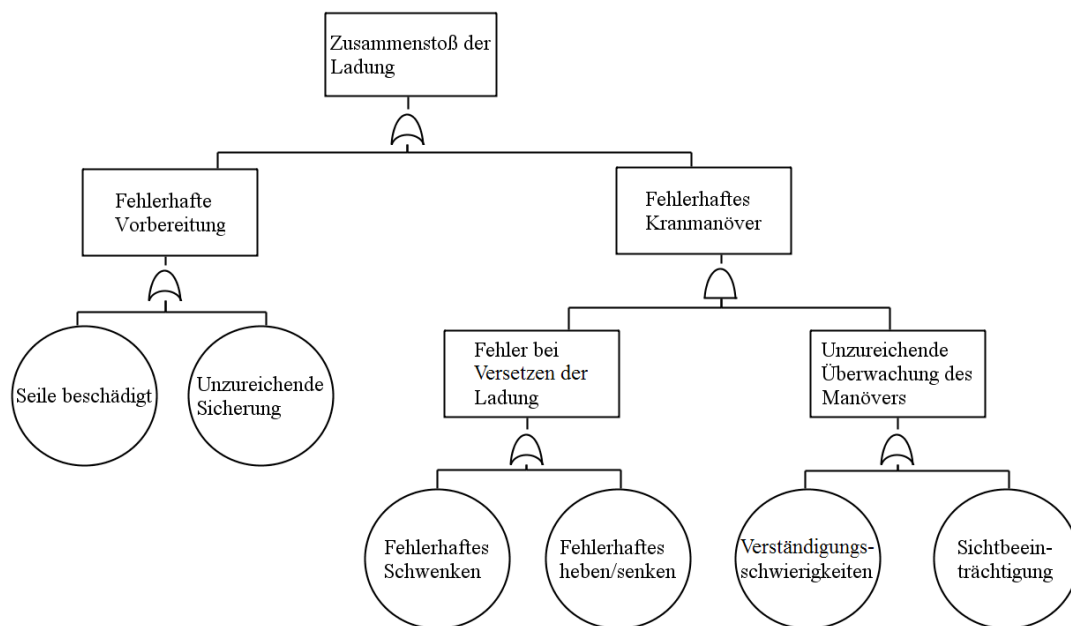 Zusammenstoß der
Ladung
Fehlerhafte
Vorbereitung
Fehlerhaftes
Kranmanöver
Seile beschädigt
Unzureichende
Sicherung
Fehler bei
Versetzen der
Ladung
Unzureichende
Überwachung des
Manövers
Fehlerhaftes
Schwenken
Fehlerhaftes
heben/senken
Verständigungs-
schwierigkeiten
Sichtbeein-
trächtigung